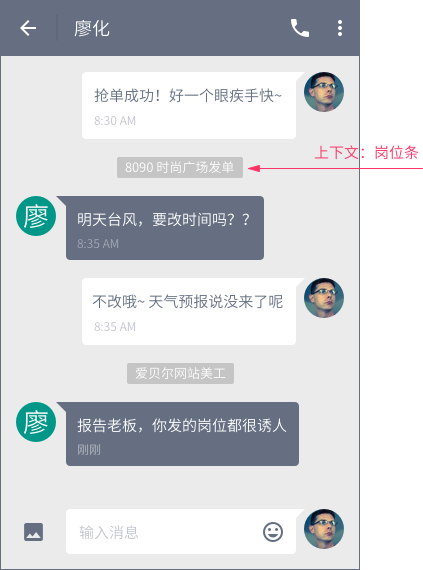 廖化
抢单成功！好一个眼疾手快~
8:30 AM
上下文：岗位条
8090 时尚广场发单
廖
明天台风，要改时间吗？？
8:35 AM
不改哦~ 天气预报说没来了呢
8:35 AM
爱贝尔网站美工
廖
报告老板，你发的岗位都很诱人
刚刚
输入消息